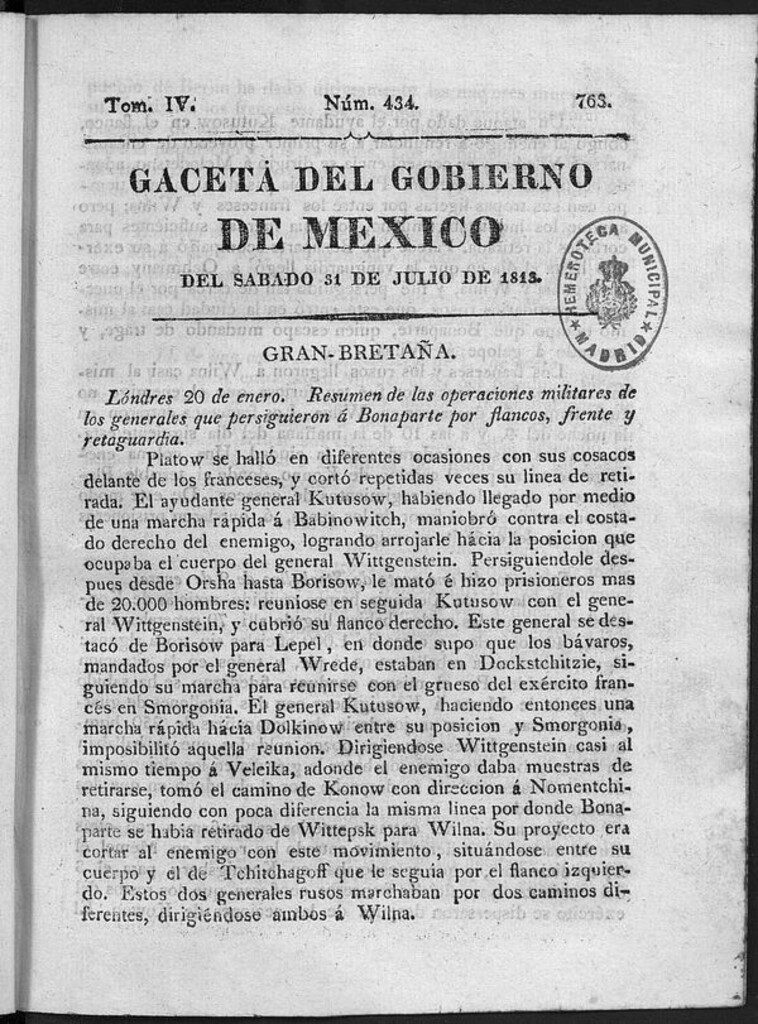 Tom. IV. Núm. 434. 763.
GACETA DEL GOBIERNO
DE MEXICO
DEL SABADO 31 DE JULIO DE 1813.
HEMEROTECA MUNICIPAL
★ MADRID ★
GRAN-BRETAÑA.
Lóndres 20 de enero. Resumen de las operaciones militares de
los generales que persiguieron á Bonaparte por flancos, frente y
retaguardia.
Platow se halló en diferentes ocasiones con sus cosacos
delante de los franceses, y cortó repetidas veces su linea de reti-
rada. El ayudante general Kutusow, habiendo llegado por medio
de una marcha rápida á Babinowitch, maniobró contra el costa-
do derecho del enemigo, logrando arrojarle hácia la posicion que
ocupaba el cuerpo del general Wittgenstein. Persiguiendole des-
pues desde Orsha hasta Borisow, le mató é hizo prisioneros mas
de 20.000 hombres: reuniose en seguida Kutusow con el gene-
ral Wittgenstein, y cubrió su flanco derecho. Este general se des-
tacó de Borisow para Lepel, en donde supo que los bávaros,
mandados por el general Wrede, estaban en Dockstchitzie, si-
guiendo su marcha para reunirse con el grueso del exército fran-
cés en Smorgonia. El general Kutusow, haciendo entonces una
marcha rápida hácia Dolkinow entre su posicion y Smorgonia,
imposibilitó aquella reunion. Dirigiendose Wittgenstein casi al
mismo tiempo á Veleika, adonde el enemigo daba muestras de
retirarse, tomó el camino de Konow con direccion á Nomentchi-
na, siguiendo con poca diferencia la misma linea por donde Bona-
parte se habia retirado de Wittepsk para Wilna. Su proyecto era
cortar al enemigo con este movimiento, situándose entre su
cuerpo y el de Tchitchagoff que le seguia por el flanco izquier-
do. Estos dos generales rusos marchaban por dos caminos di-
ferentes, dirigiéndose ambos á Wilna.